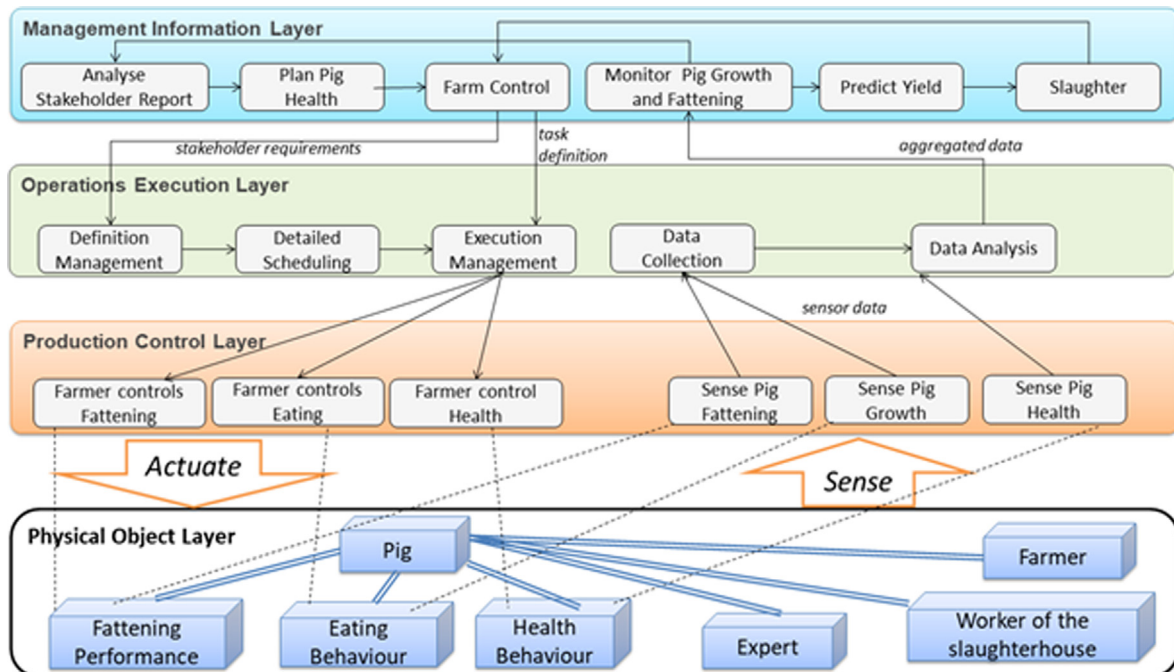 Management Information Layer
Analyse
Stakeholder Report
Plan Pig
Health
Farm Control
Monitor Pig Growth
and Fattening
Predict Yield
Slaughter
stakeholder requirements
task
definition
aggregated data
Operations Execution Layer
Definition
Management
Detailed
Scheduling
Execution
Management
Data
Collection
Data Analysis
sensor data
Production Control Layer
Farmer controls
Fattening
Farmer controls
Eating
Farmer control
Health
Sense Pig
Fattening
Sense Pig
Growth
Sense Pig
Health
Actuate
Sense
Physical Object Layer
Pig
Farmer
Fattening
Performance
Eating
Behaviour
Health
Behaviour
Expert
Worker of the
slaughterhouse